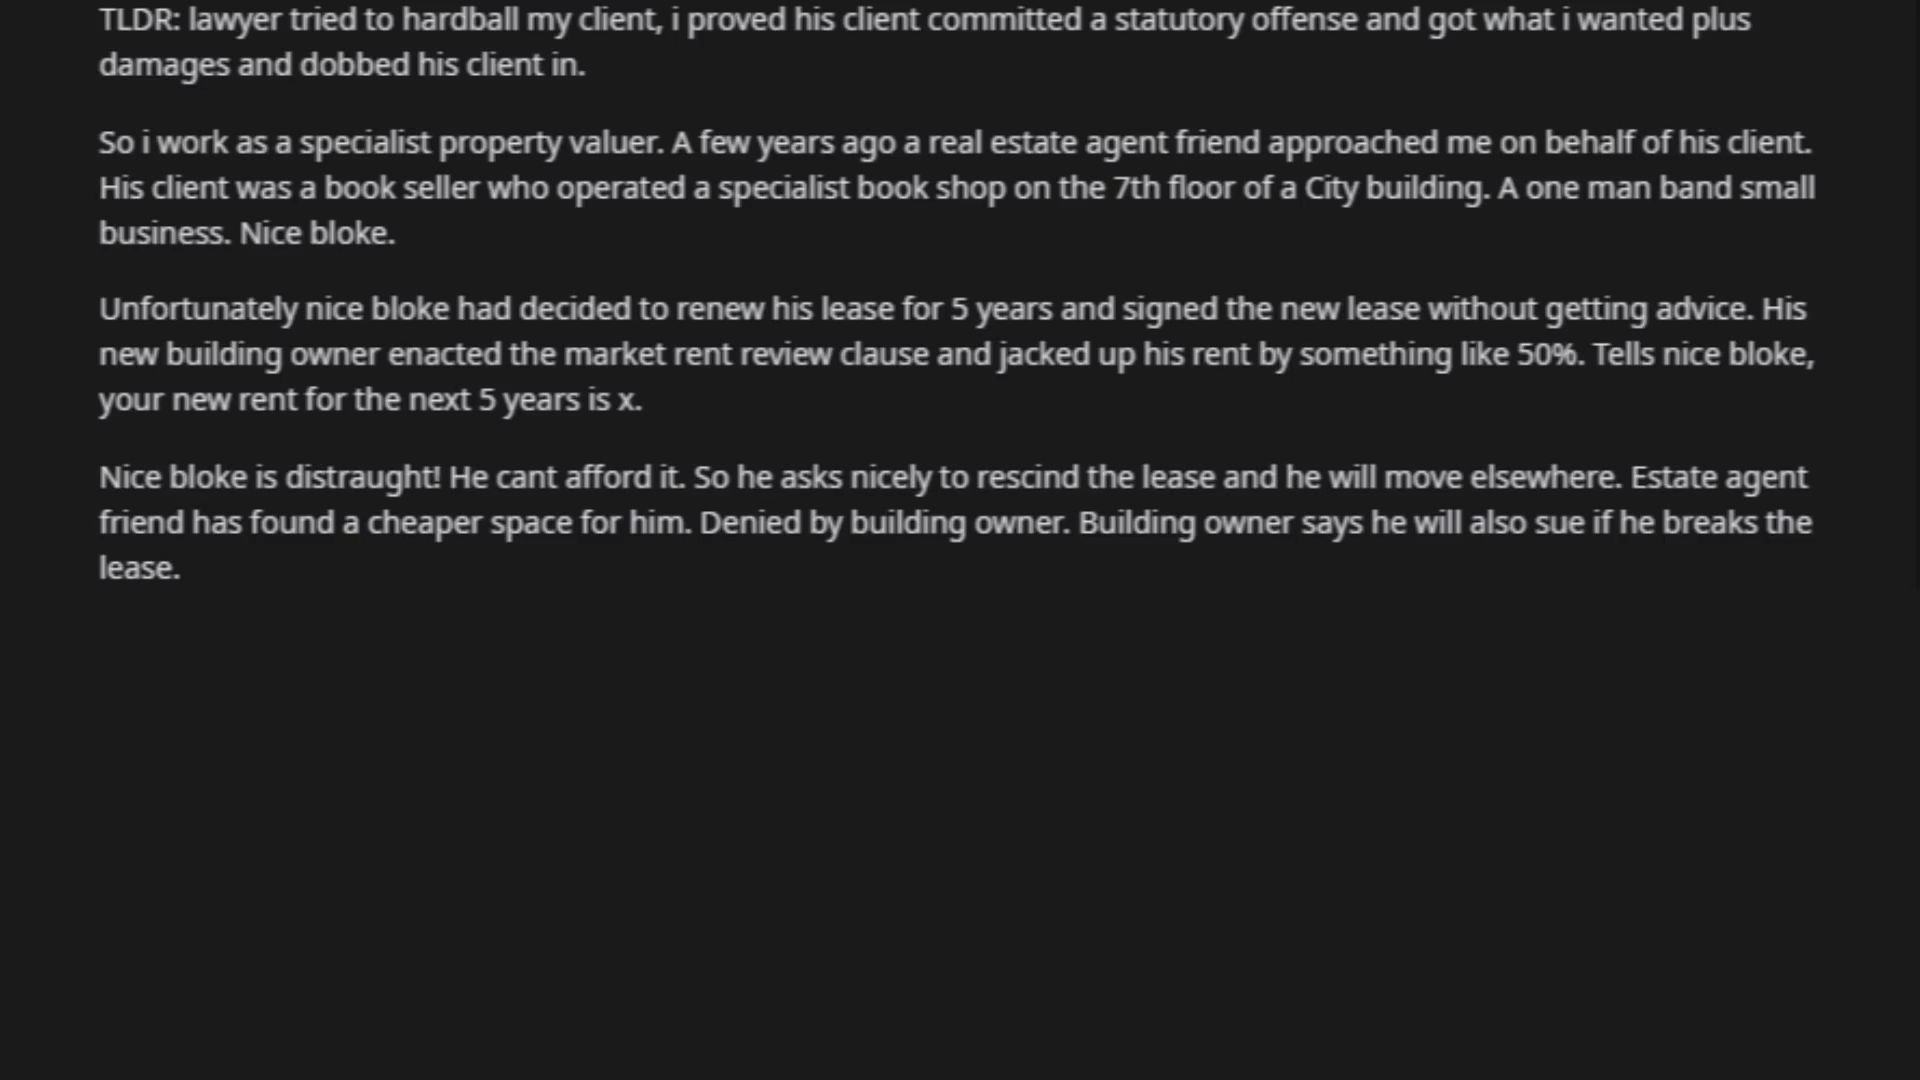 TLDR: lawyer tried to hardball my client, i proved his client committed a statutory offense and got what i wanted plus
damages and dobbed his client in.
So i work as a specialist property valuer. A few years ago a real estate agent friend approached me on behalf of his client.
His client was a book seller who operated a specialist book shop on the 7th floor of a City building. A one man band small
business. Nice bloke.
Unfortunately nice bloke had decided to renew his lease for 5 years and signed the new lease without getting advice. His
new building owner enacted the market rent review clause and jacked up his rent by something like 50%. Tells nice bloke,
your new rent for the next 5 years is x.
Nice bloke is distraught! He cant afford it. So he asks nicely to rescind the lease and he will move elsewhere. Estate agent
friend has found a cheaper space for him. Denied by building owner. Building owner says he will also sue if he breaks the
lease.